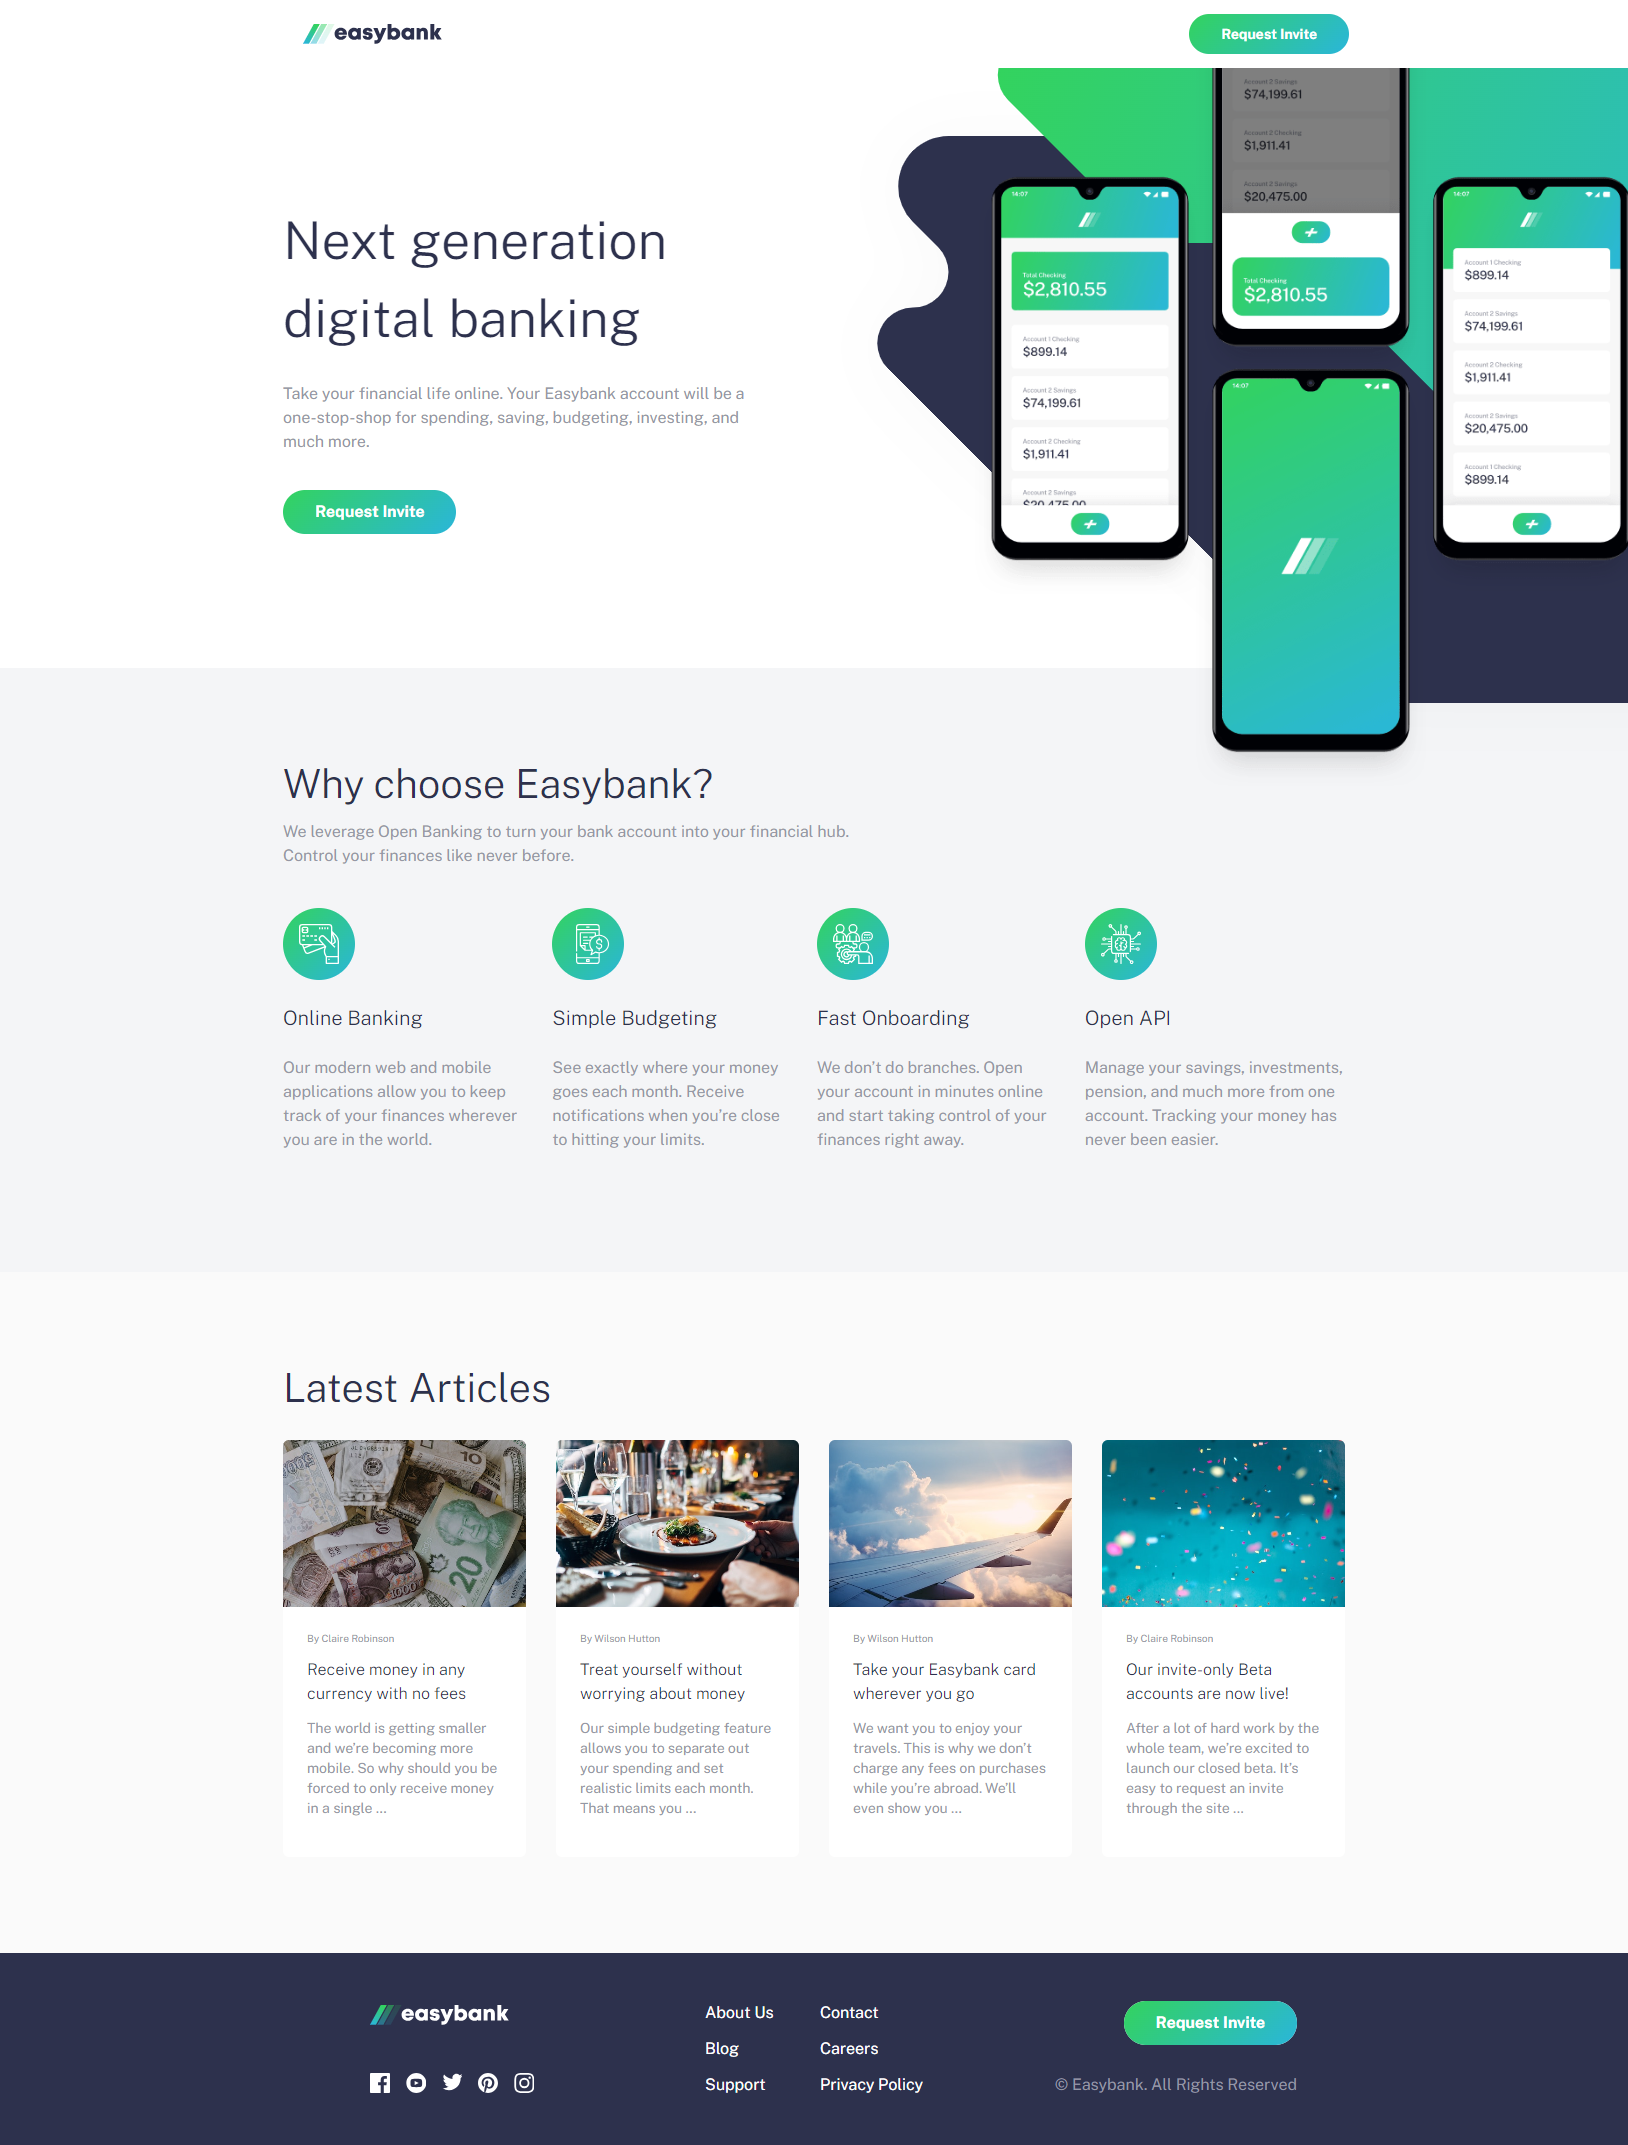 easybank
Request Invite
Next generation
digital banking
Take your financial life online. Your Easybank account will be a
one-stop-shop for spending, saving, budgeting, investing, and
much more.
Request Invite
Account 2 Savings
$74,199.61
Account 2 Checking
$1,911.41
Account 2 Savings
$20,475.00
Total Checking
$2,810.55
14:07
Total Checking
$2,810.55
Account 1 Checking
$899.14
Account 2 Savings
$74,199.61
Account 2 Checking
$1,911.41
Account 2 Savings
$20,475.00
14:07
14:07
Account 1 Checking
$899.14
Account 2 Savings
$74,199.61
Account 2 Checking
$1,911.41
Account 2 Savings
$20,475.00
Account 1 Checking
$899.14
Why choose Easybank?
We leverage Open Banking to turn your bank account into your financial hub.
Control your finances like never before.
Online Banking
Our modern web and mobile
applications allow you to keep
track of your finances wherever
you are in the world.
Simple Budgeting
See exactly where your money
goes each month. Receive
notifications when you’re close
to hitting your limits.
Fast Onboarding
We don’t do branches. Open
your account in minutes online
and start taking control of your
finances right away.
Open API
Manage your savings, investments,
pension, and much more from one
account. Tracking your money has
never been easier.
Latest Articles
10
20
1000
By Claire Robinson
Receive money in any
currency with no fees
The world is getting smaller
and we’re becoming more
mobile. So why should you be
forced to only receive money
in a single ...
By Wilson Hutton
Treat yourself without
worrying about money
Our simple budgeting feature
allows you to separate out
your spending and set
realistic limits each month.
That means you ...
By Wilson Hutton
Take your Easybank card
wherever you go
We want you to enjoy your
travels. This is why we don’t
charge any fees on purchases
while you’re abroad. We’ll
even show you ...
By Claire Robinson
Our invite-only Beta
accounts are now live!
After a lot of hard work by the
whole team, we’re excited to
launch our closed beta. It’s
easy to request an invite
through the site ...
easybank
About Us
Blog
Support
Contact
Careers
Privacy Policy
Request Invite
© Easybank. All Rights Reserved